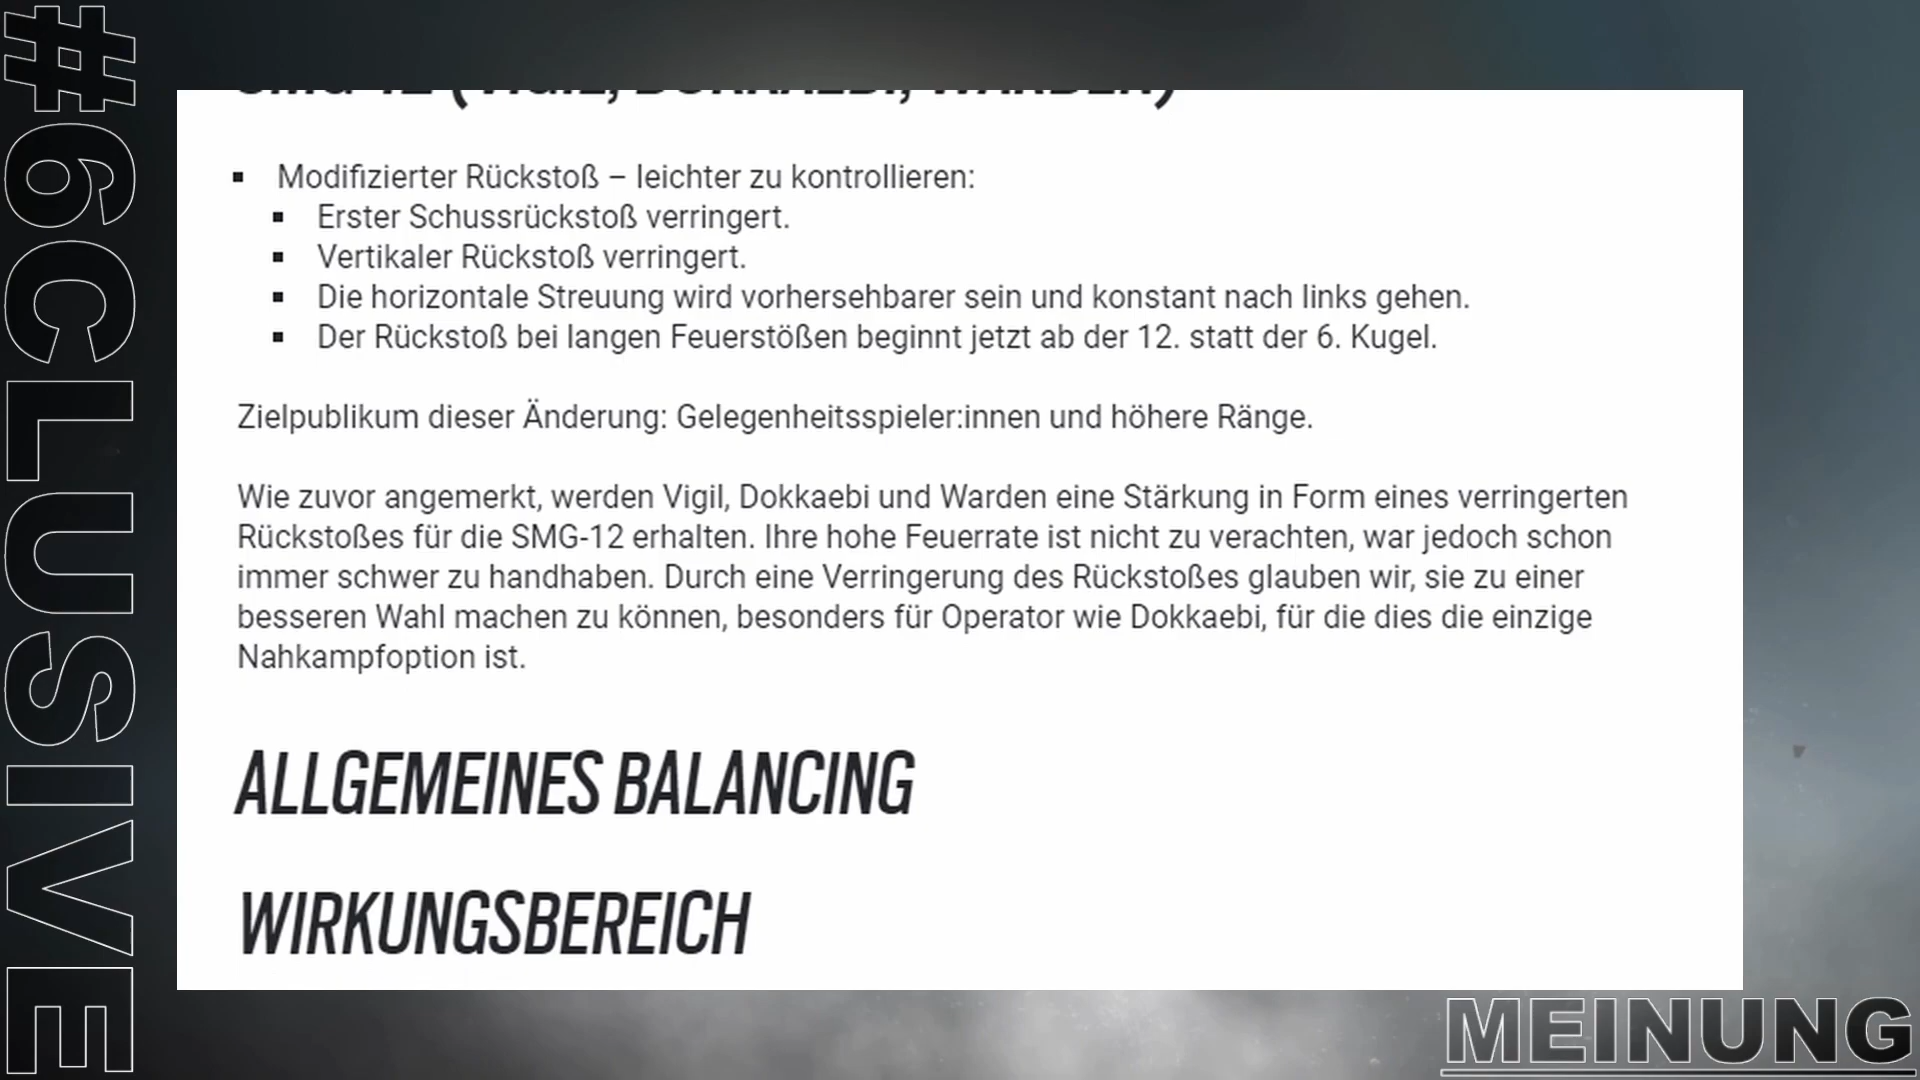 #6CLUSIVE
SMG-12 (VIGIL, DOKKAEBI, WARDEN)
▪ Modifizierter Rückstoß – leichter zu kontrollieren:
▪ Erster Schussrückstoß verringert.
▪ Vertikaler Rückstoß verringert.
▪ Die horizontale Streuung wird vorhersehbarer sein und konstant nach links gehen.
▪ Der Rückstoß bei langen Feuerstößen beginnt jetzt ab der 12. statt der 6. Kugel.
Zielpublikum dieser Änderung: Gelegenheitsspieler:innen und höhere Ränge.
Wie zuvor angemerkt, werden Vigil, Dokkaebi und Warden eine Stärkung in Form eines verringerten
Rückstoßes für die SMG-12 erhalten. Ihre hohe Feuerrate ist nicht zu verachten, war jedoch schon
immer schwer zu handhaben. Durch eine Verringerung des Rückstoßes glauben wir, sie zu einer
besseren Wahl machen zu können, besonders für Operator wie Dokkaebi, für die dies die einzige
Nahkampfoption ist.
ALLGEMEINES BALANCING
WIRKUNGSBEREICH
MEINUNG